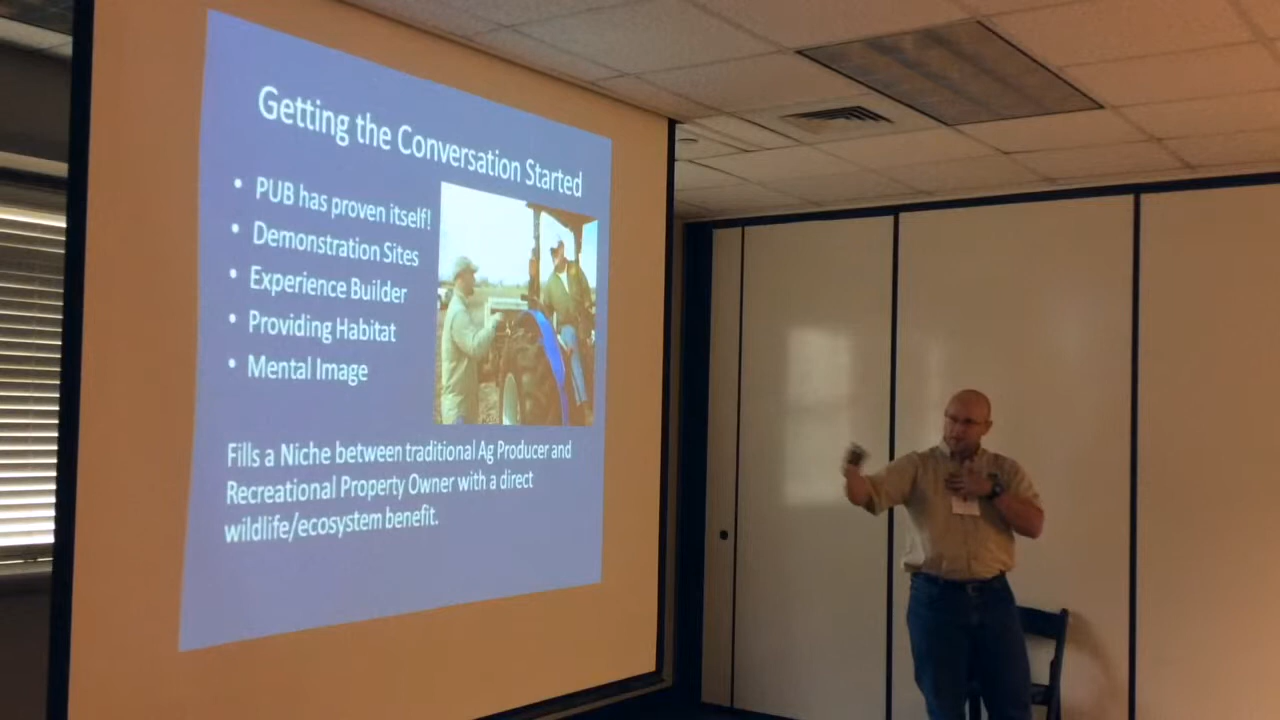 Getting the Conversation Started
• PUB has proven itself!
• Demonstration Sites
• Experience Builder
• Providing Habitat
• Mental Image
Fills a Niche between traditional Ag Producer and
Recreational Property Owner with a direct
wildlife/ecosystem benefit.